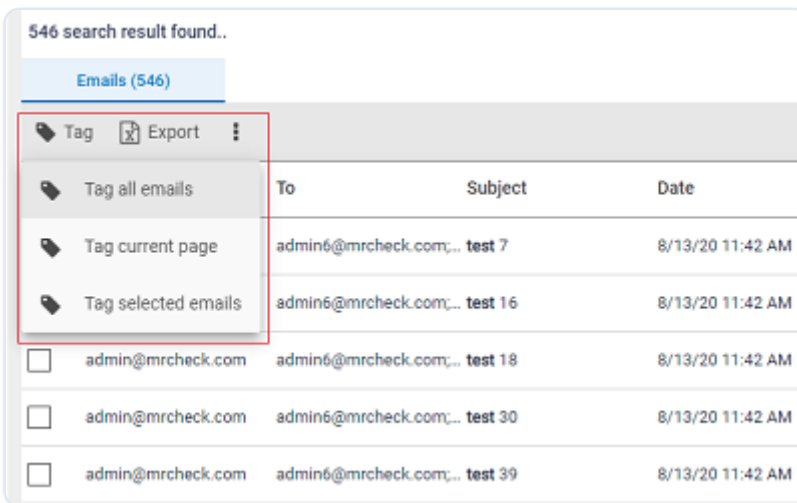 546 search result found..
Emails (546)
Tag Export
Tag all emails
To Subject Date
Tag current page
admin6@mrcheck.com;... test 7 8/13/20 11:42 AM
Tag selected emails
admin6@mrcheck.com;... test 16 8/13/20 11:42 AM
admin@mrcheck.com admin6@mrcheck.com;... test 18 8/13/20 11:42 AM
admin@mrcheck.com admin6@mrcheck.com;... test 30 8/13/20 11:42 AM
admin@mrcheck.com admin6@mrcheck.com;... test 39 8/13/20 11:42 AM